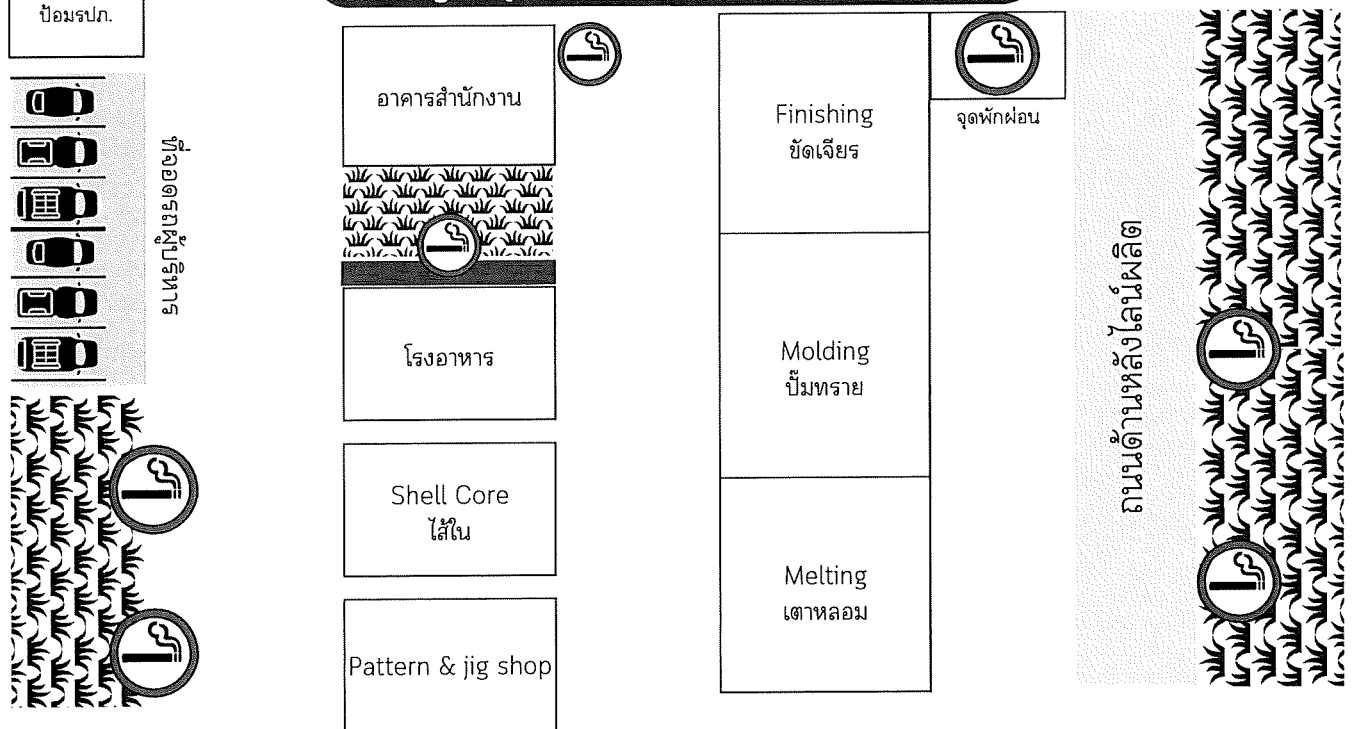 ป้อมรปภ.
ที่จอดรถผู้บริหาร
อาคารสำนักงาน
โรงอาหาร
Shell Core
ไส้ใน
Pattern & jig shop
Finishing
ขัดเจียร
Molding
ปั๊มทราย
Melting
เตาหลอม
จุดพักผ่อน
ถนนด้านหลังไลน์ผลิต